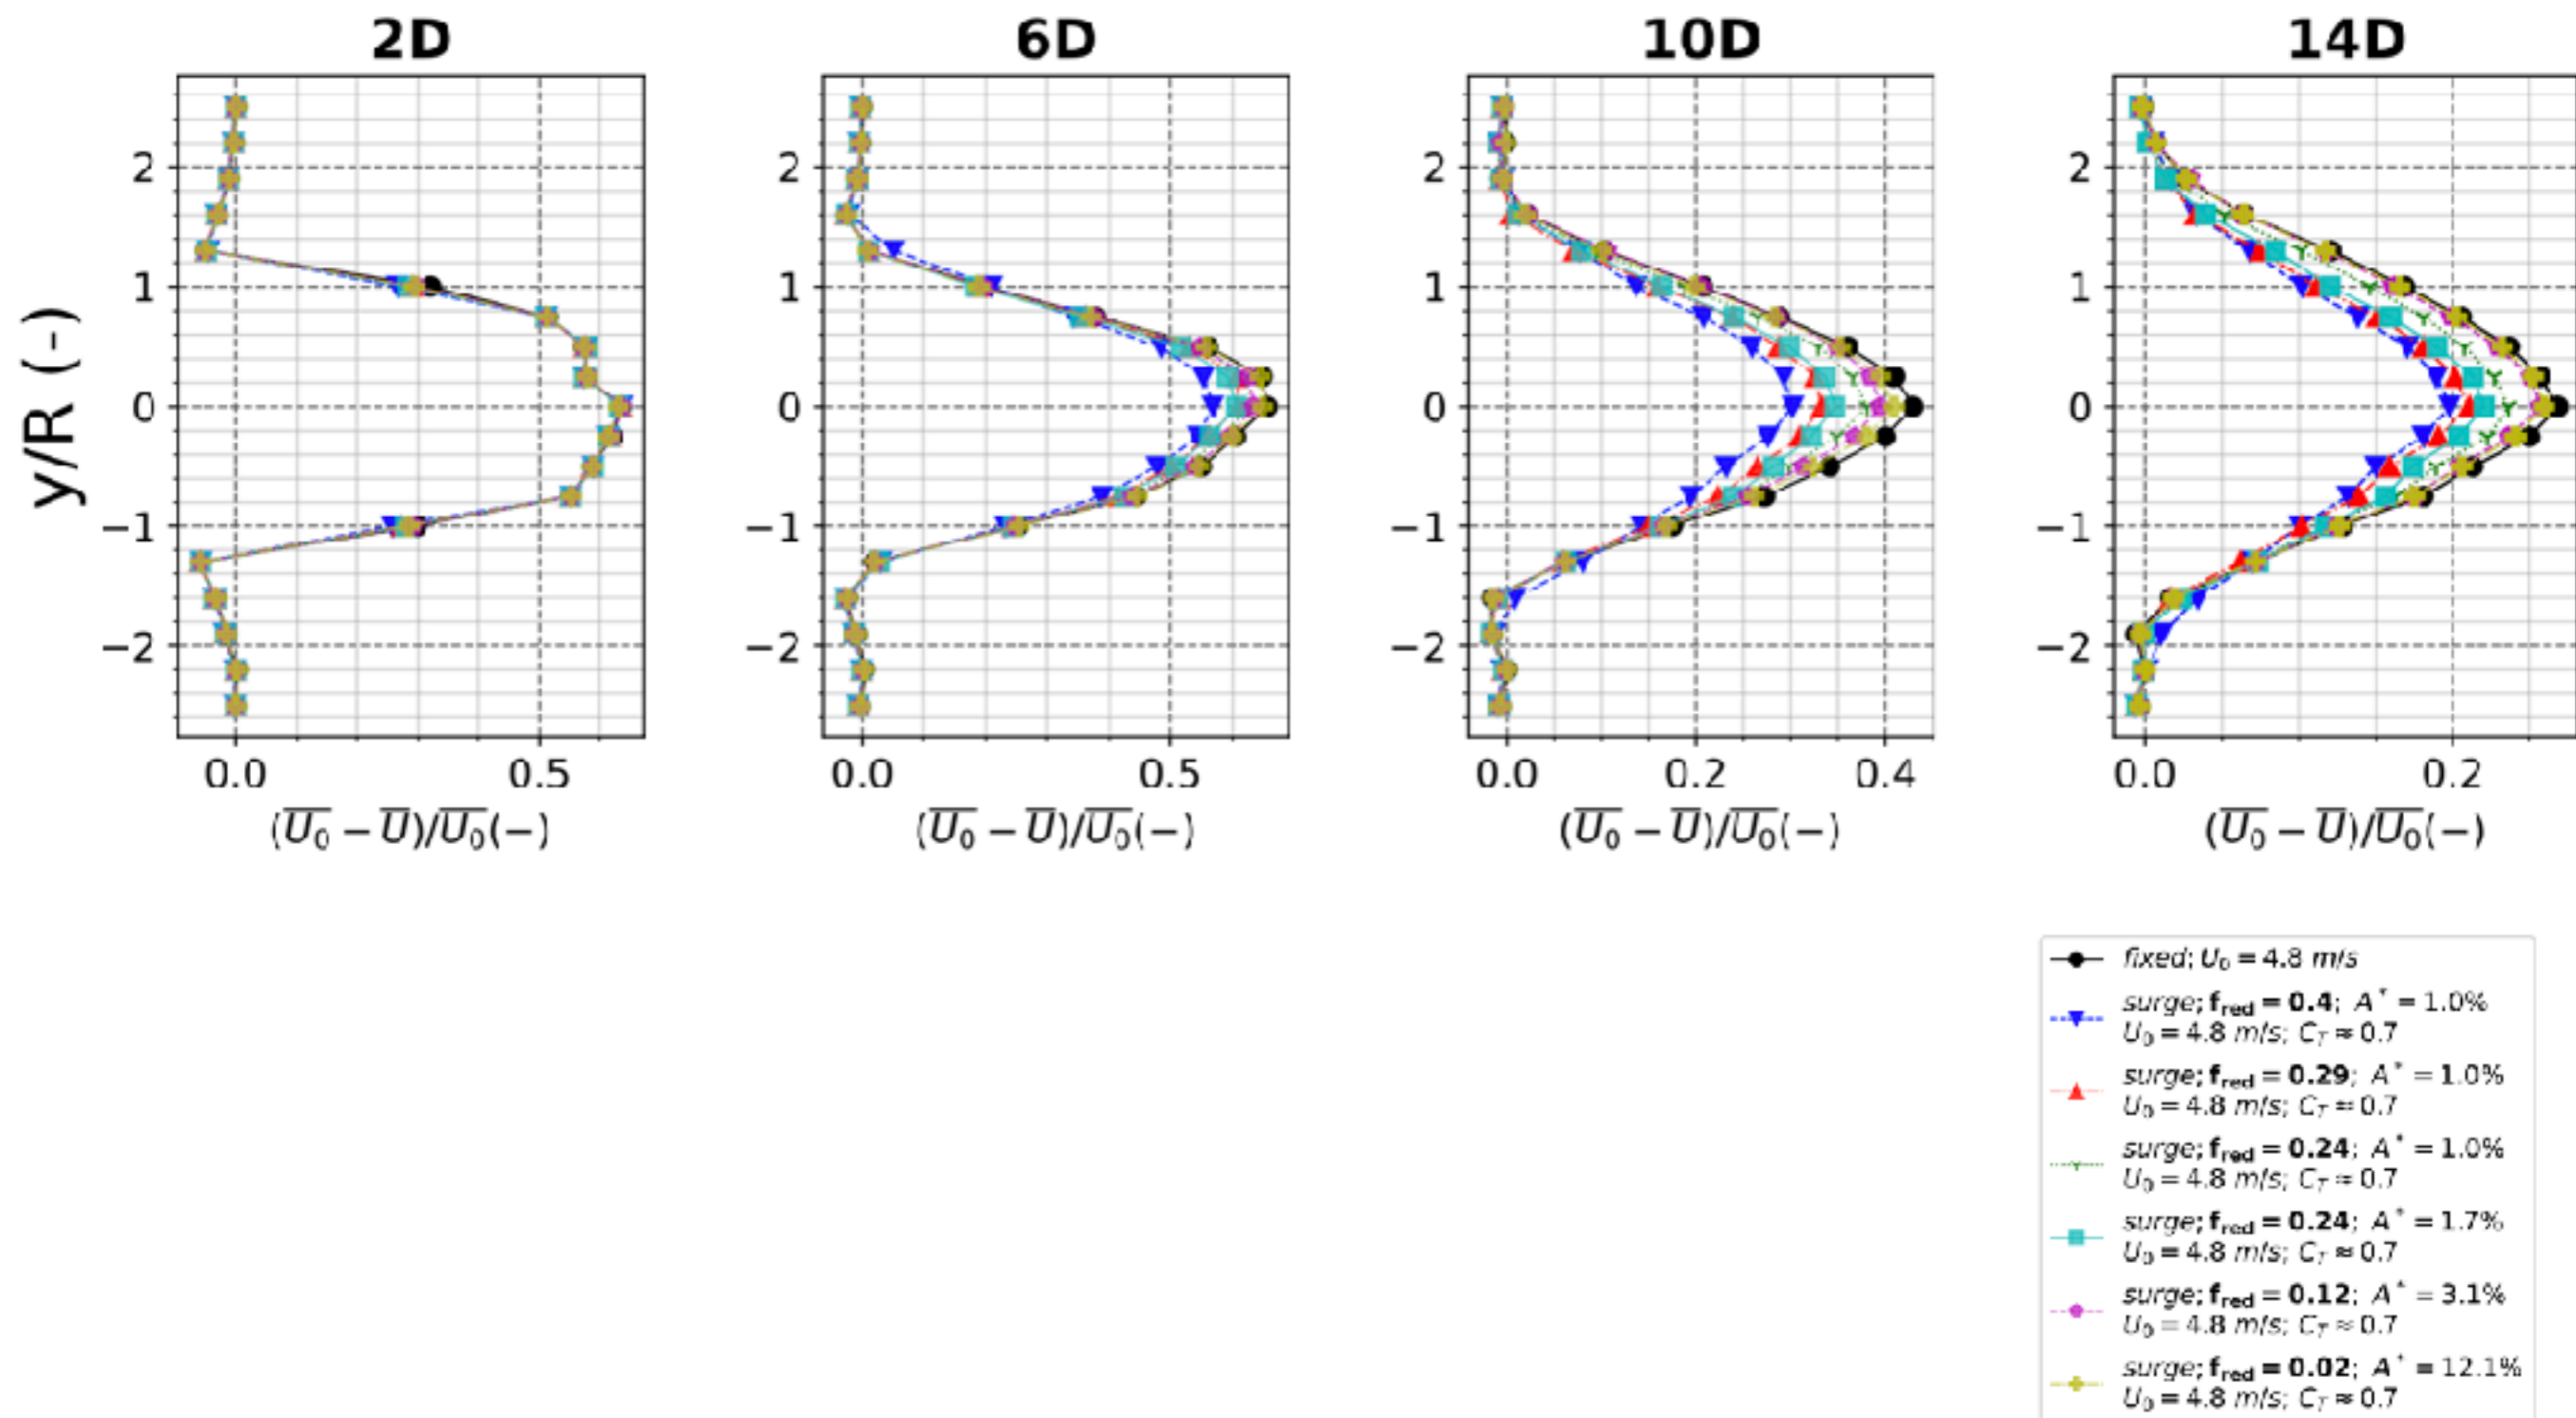 2D 6D 10D 14D
y/R (-)
2 2 2 2
1 1 1 1
0 0 0 0
−1 −1 −1 −1
−2 −2 −2 −2
0.0 0.5 0.0 0.5 0.0 0.2 0.4 0.0 0.2
(U̅₀ − U̅)/U̅₀(−) (U̅₀ − U̅)/U̅₀(−) (U̅₀ − U̅)/U̅₀(−) (U̅₀ − U̅)/U̅₀(−)
fixed; U₀ = 4.8 m/s
surge; f_red = 0.4; A* = 1.0%
U₀ = 4.8 m/s; C_T ≈ 0.7
surge; f_red = 0.29; A* = 1.0%
U₀ = 4.8 m/s; C_T ≈ 0.7
surge; f_red = 0.24; A* = 1.0%
U₀ = 4.8 m/s; C_T ≈ 0.7
surge; f_red = 0.24; A* = 1.7%
U₀ = 4.8 m/s; C_T ≈ 0.7
surge; f_red = 0.12; A* = 3.1%
U₀ = 4.8 m/s; C_T ≈ 0.7
surge; f_red = 0.02; A* = 12.1%
U₀ = 4.8 m/s; C_T ≈ 0.7